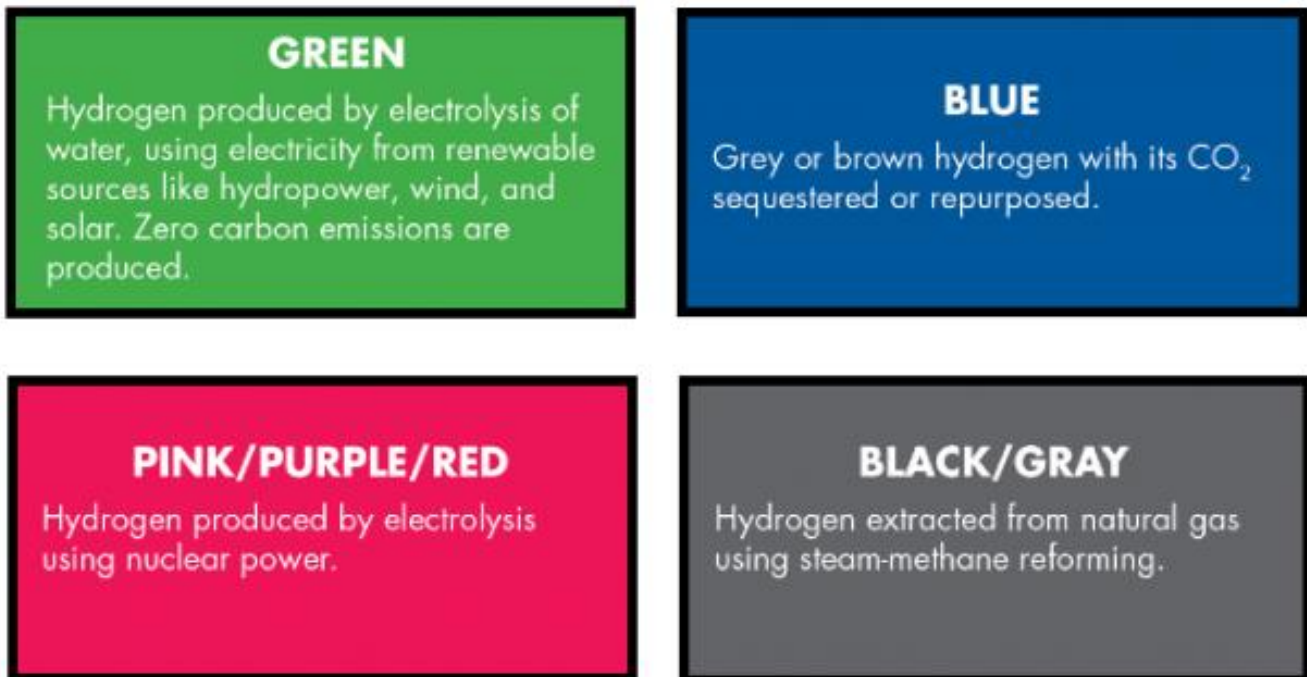 GREEN
Hydrogen produced by electrolysis of
water, using electricity from renewable
sources like hydropower, wind, and
solar. Zero carbon emissions are
produced.
BLUE
Grey or brown hydrogen with its CO₂
sequestered or repurposed.
PINK/PURPLE/RED
Hydrogen produced by electrolysis
using nuclear power.
BLACK/GRAY
Hydrogen extracted from natural gas
using steam-methane reforming.